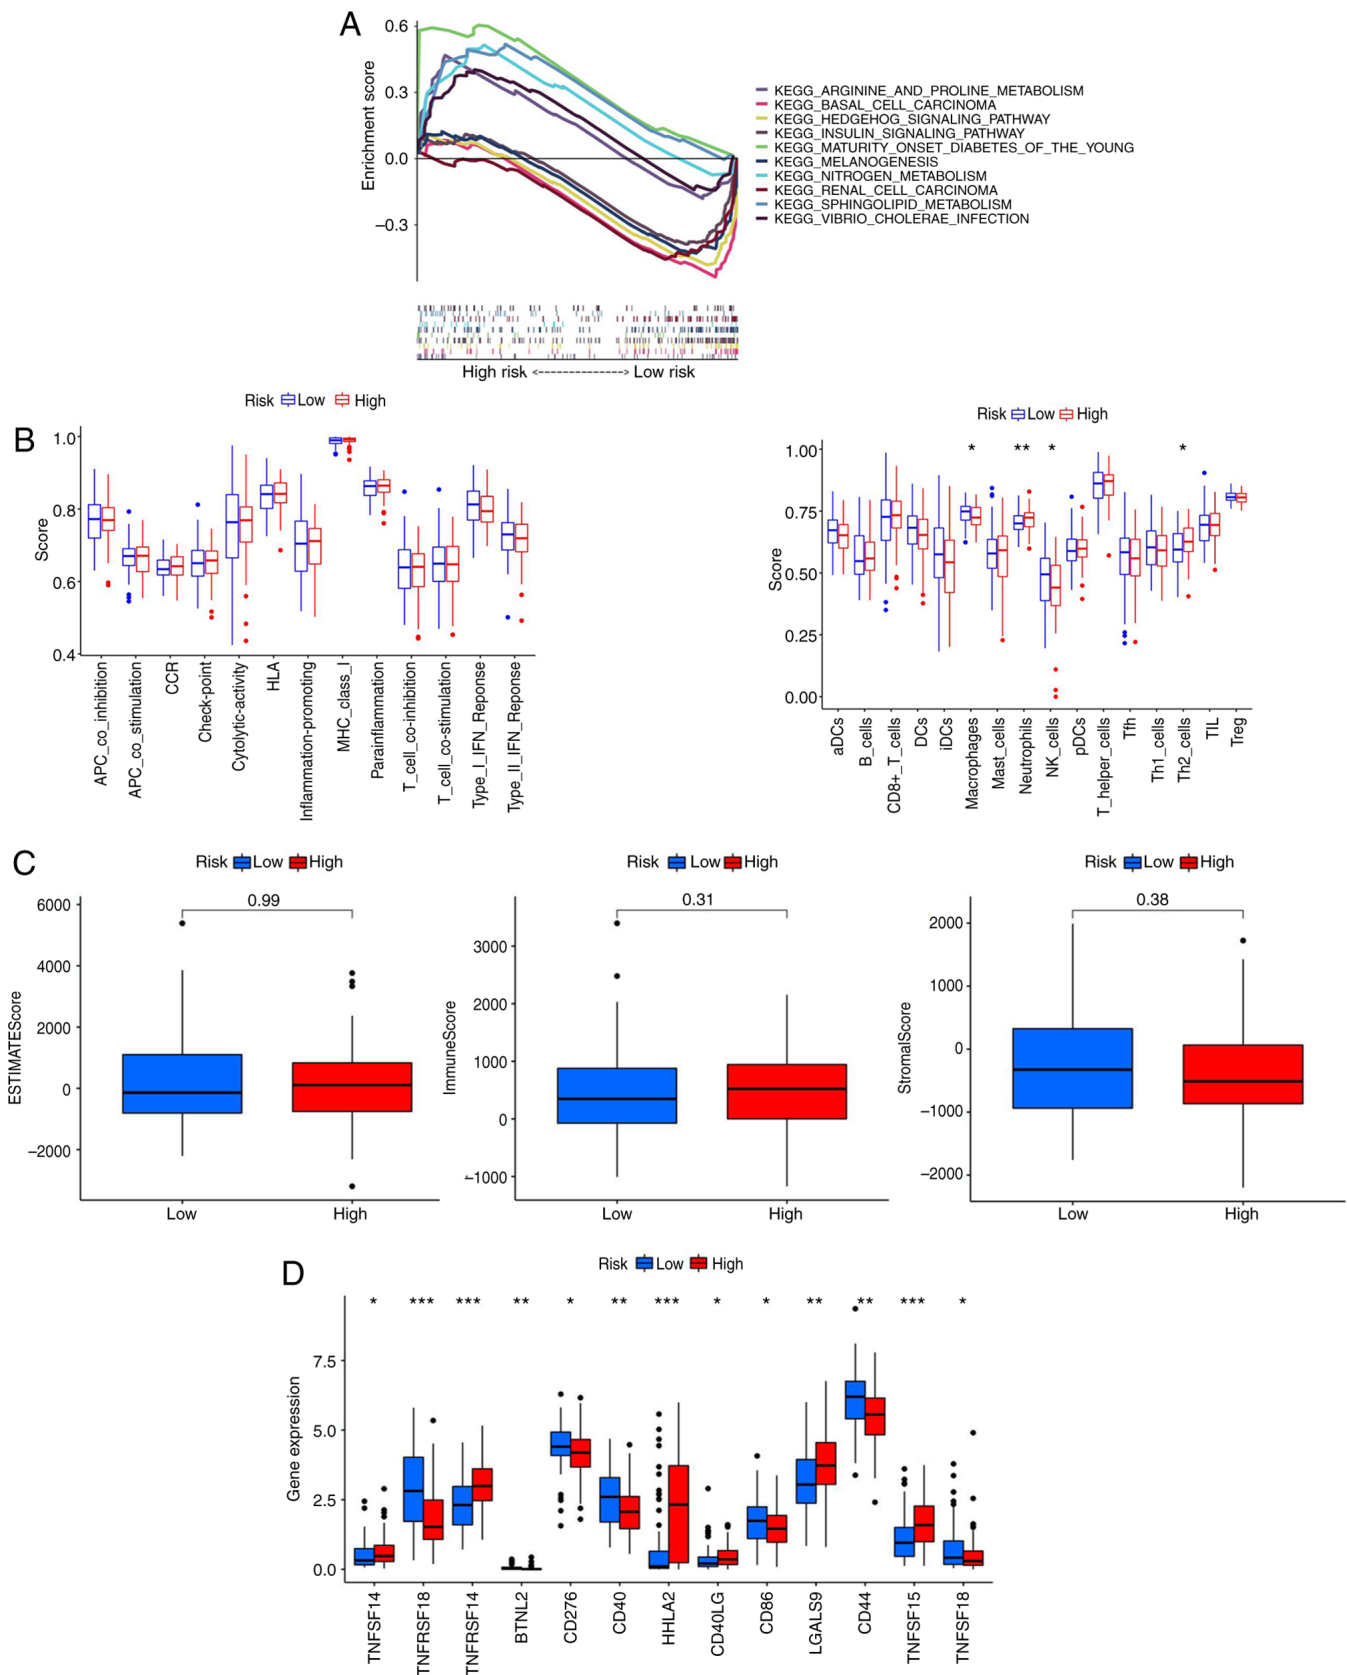 A
Enrichment score
0.6
0.3
0.0
−0.3
KEGG_ARGININE_AND_PROLINE_METABOLISM
KEGG_BASAL_CELL_CARCINOMA
KEGG_HEDGEHOG_SIGNALING_PATHWAY
KEGG_INSULIN_SIGNALING_PATHWAY
KEGG_MATURITY_ONSET_DIABETES_OF_THE_YOUNG
KEGG_MELANOGENESIS
KEGG_NITROGEN_METABOLISM
KEGG_RENAL_CELL_CARCINOMA
KEGG_SPHINGOLIPID_METABOLISM
KEGG_VIBRIO_CHOLERAE_INFECTION
High risk <-------------> Low risk
B
Risk Low High
Score
1.0
0.8
0.6
0.4
APC_co_inhibition
APC_co_stimulation
CCR
Check-point
Cytolytic-activity
HLA
Inflammation-promoting
MHC_class_I
Parainflammation
T_cell_co-inhibition
T_cell_co-stimulation
Type_I_IFN_Reponse
Type_II_IFN_Reponse
Risk Low High
* ** * *
Score
1.00
0.75
0.50
0.25
0.00
aDCs
B_cells
CD8+_T_cells
DCs
iDCs
Macrophages
Mast_cells
Neutrophils
NK_cells
pDCs
T_helper_cells
Tfh
Th1_cells
Th2_cells
TIL
Treg
C
Risk Low High
0.99
ESTIMATEScore
6000
4000
2000
0
−2000
Low High
Risk Low High
0.31
ImmuneScore
3000
2000
1000
0
−1000
Low High
Risk Low High
0.38
StromalScore
2000
1000
0
−1000
−2000
Low High
D
Risk Low High
* *** *** ** * ** *** * * ** ** *** *
Gene expression
7.5
5.0
2.5
0.0
TNFSF14
TNFRSF18
TNFRSF14
BTNL2
CD276
CD40
HHLA2
CD40LG
CD86
LGALS9
CD44
TNFSF15
TNFSF18